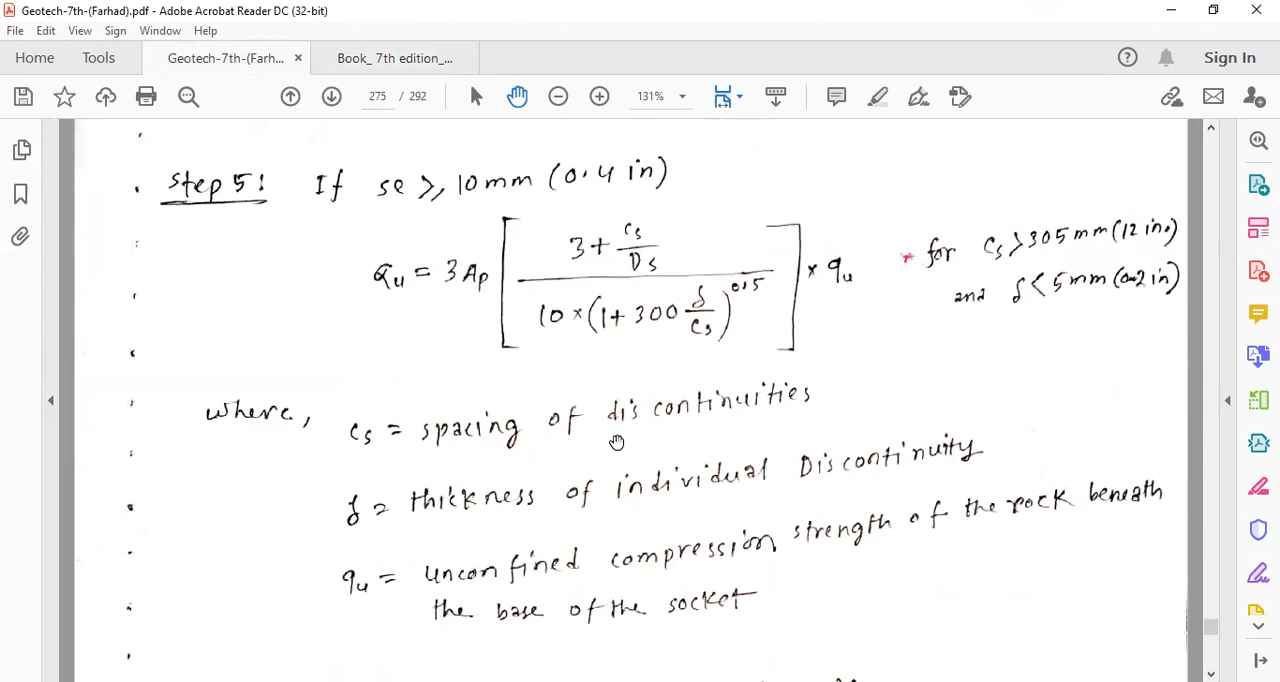 Geotech-7th-(Farhad).pdf - Adobe Acrobat Reader DC (32-bit)
File Edit View Sign Window Help
Home Tools Geotech-7th-(Farh... × Book_ 7th edition_... Sign In
275 / 292 131%
Step 5: If se ≥ 10mm (0.4 in)
Qu = 3Ap [ (3 + cs/Ds) / (10 × (1 + 300 δ/cs)^0.5) ] × qu * for cs > 305 mm (12 in.)
and δ < 5 mm (0.2 in)
where, cs = spacing of discontinuities
δ = thickness of individual Discontinuity
qu = unconfined compression strength of the rock beneath
the base of the socket